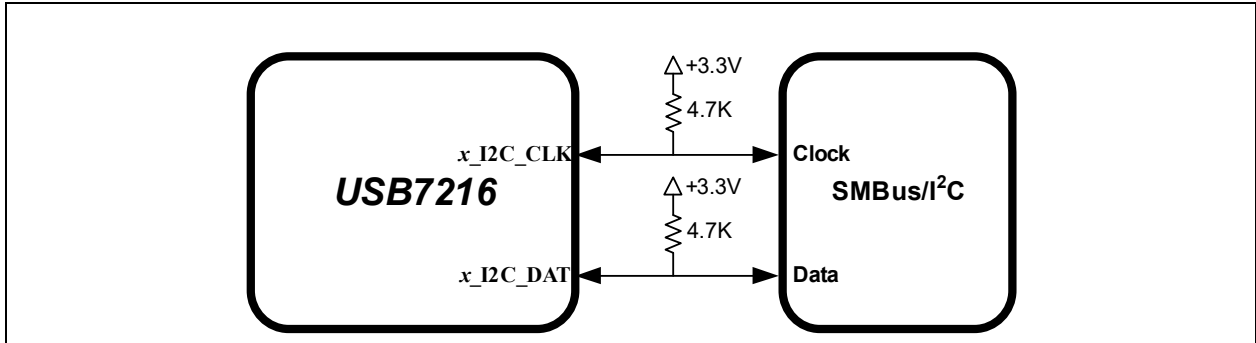 +3.3V
4.7K
x_I2C_CLK
Clock
USB7216
+3.3V
SMBus/I²C
4.7K
x_I2C_DAT
Data